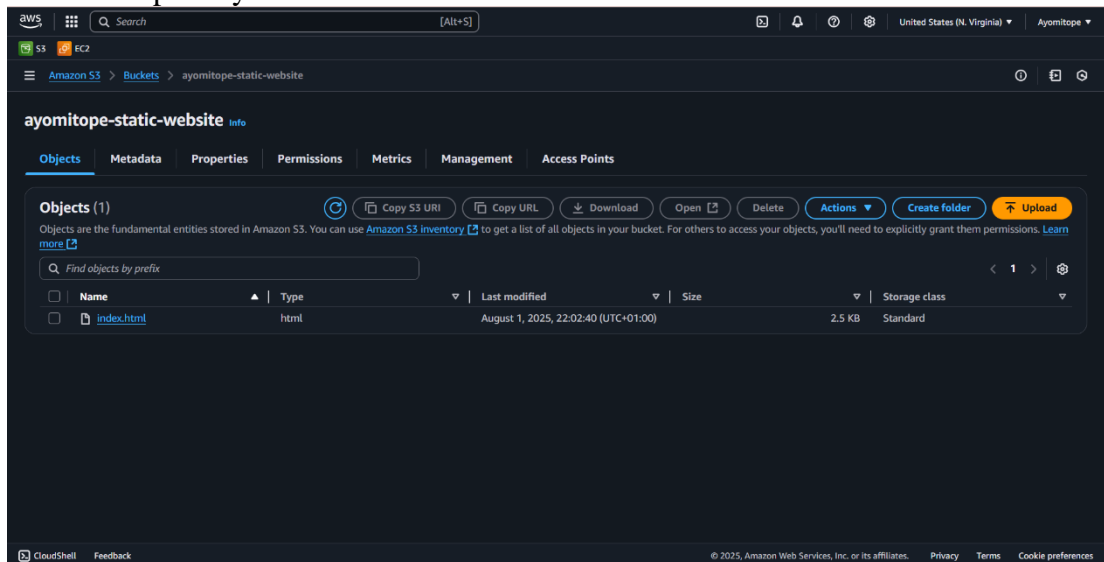 aws
Search
[Alt+S]
United States (N. Virginia) ▼
Ayomitope ▼
S3
EC2
Amazon S3 > Buckets > ayomitope-static-website
ayomitope-static-website Info
Objects
Metadata
Properties
Permissions
Metrics
Management
Access Points
Objects (1)
Copy S3 URI
Copy URL
Download
Open
Delete
Actions ▼
Create folder
Upload
Objects are the fundamental entities stored in Amazon S3. You can use Amazon S3 inventory to get a list of all objects in your bucket. For others to access your objects, you'll need to explicitly grant them permissions. Learn
more
Find objects by prefix
< 1 >
Name
Type
Last modified
Size
Storage class
index.html
html
August 1, 2025, 22:02:40 (UTC+01:00)
2.5 KB
Standard
CloudShell
Feedback
© 2025, Amazon Web Services, Inc. or its affiliates.
Privacy
Terms
Cookie preferences